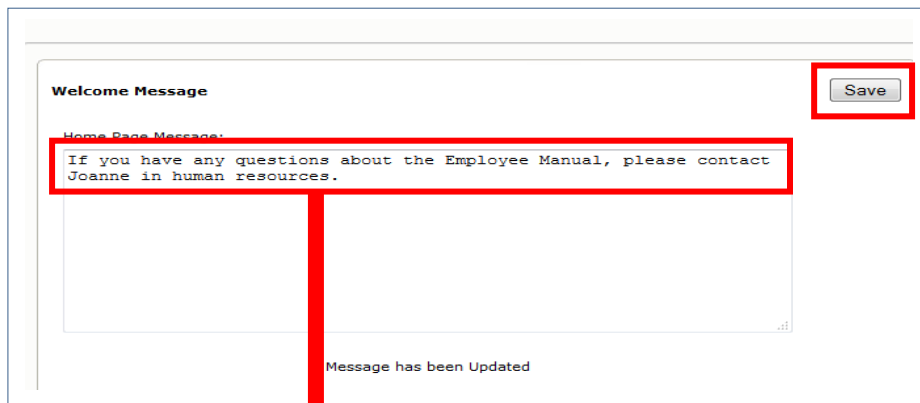 Welcome Message
Save
Home Page Message:
If you have any questions about the Employee Manual, please contact
Joanne in human resources.
Message has been Updated